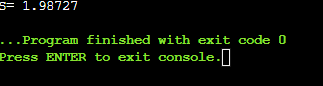 S= 1.98727
...Program finished with exit code 0
Press ENTER to exit console.